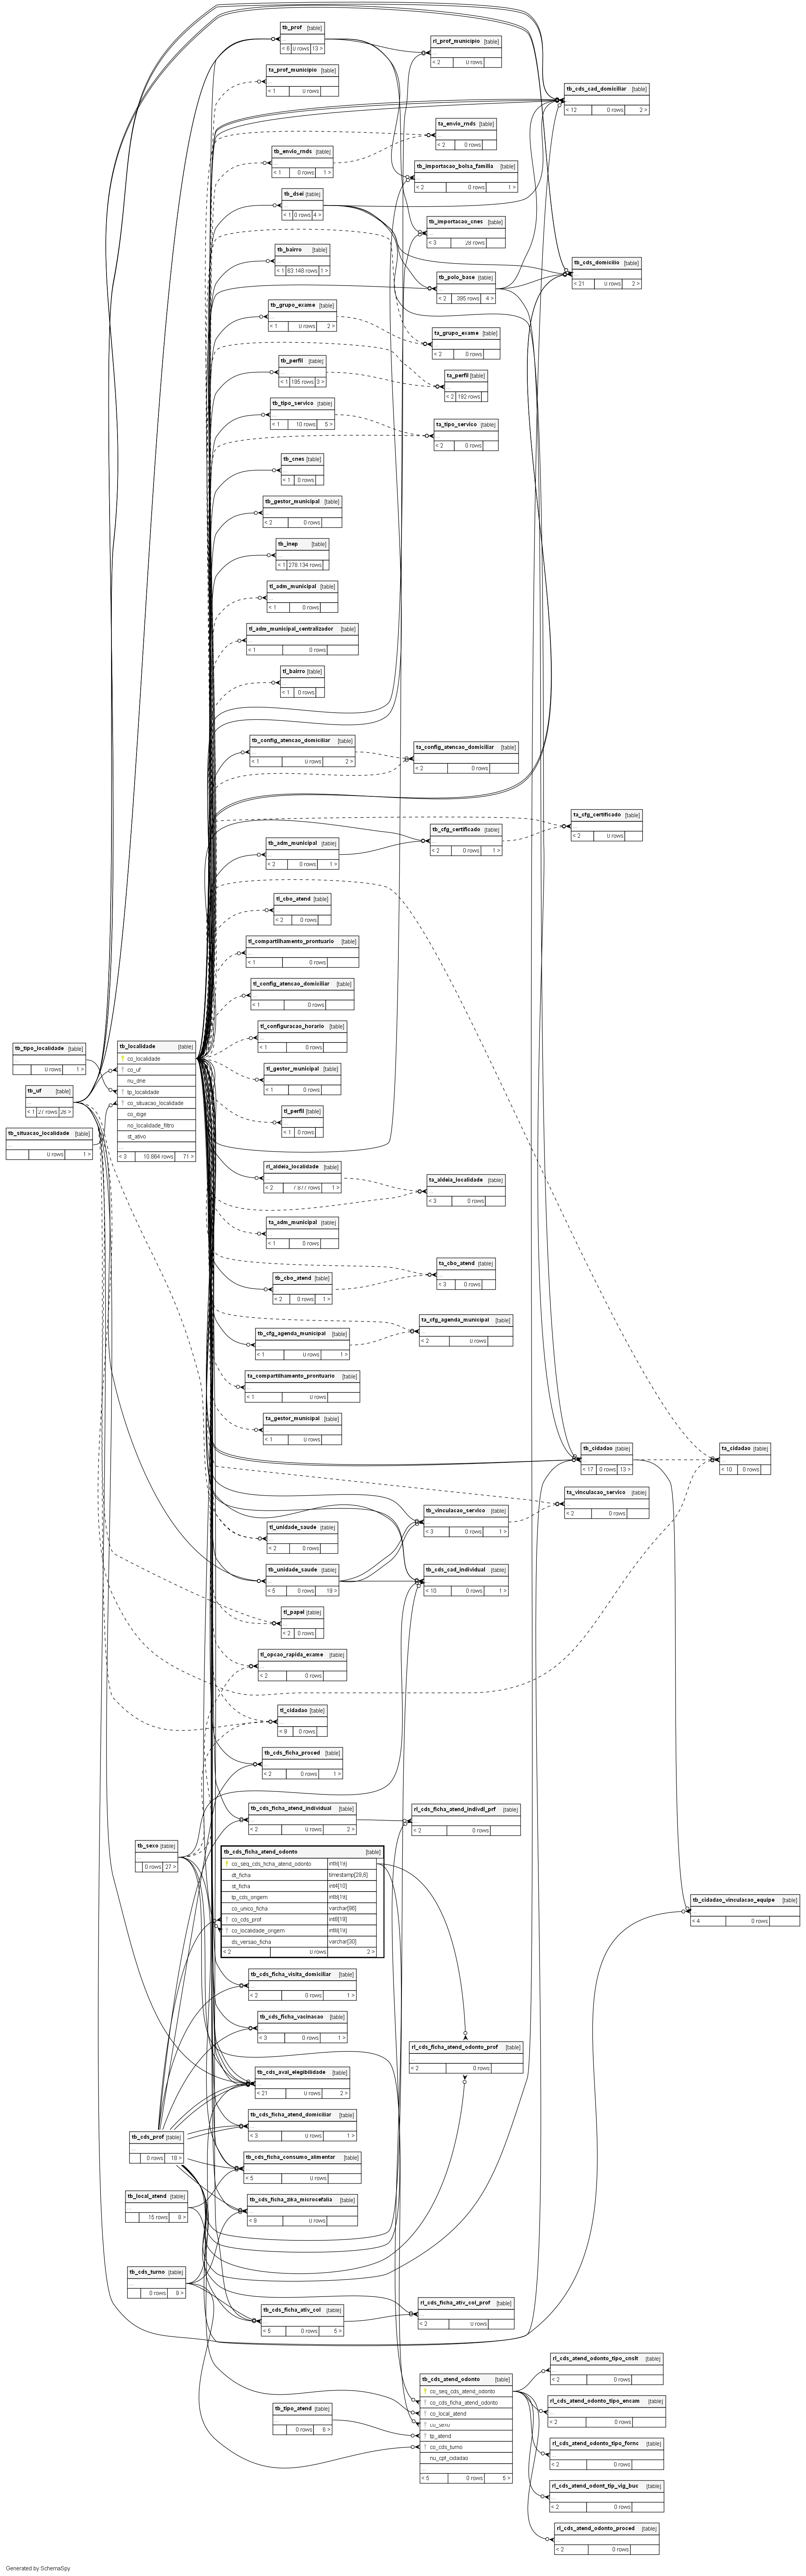 tb_prof [table]
...
< 6 0 rows 13 >
rl_prof_municipio [table]
...
< 2 0 rows
ta_prof_municipio [table]
...
< 1 0 rows
tb_cds_cad_domiciliar [table]
...
< 12 0 rows 2 >
ta_envio_rnds [table]
...
< 2 0 rows
tb_envio_rnds [table]
...
< 1 0 rows 1 >
tb_importacao_bolsa_familia [table]
...
< 2 0 rows 1 >
tb_dsei [table]
...
< 1 0 rows 4 >
tb_importacao_cnes [table]
...
< 3 28 rows
tb_bairro [table]
...
< 1 63.148 rows 1 >
tb_cds_domicilio [table]
...
< 21 0 rows 2 >
tb_polo_base [table]
...
< 2 395 rows 4 >
tb_grupo_exame [table]
...
< 1 0 rows 2 >
ta_grupo_exame [table]
...
< 2 0 rows
tb_perfil [table]
...
< 1 195 rows 3 >
ta_perfil [table]
...
< 2 192 rows
tb_tipo_servico [table]
...
< 1 10 rows 5 >
ta_tipo_servico [table]
...
< 2 0 rows
tb_cnes [table]
...
< 1 0 rows
tb_gestor_municipal [table]
...
< 2 0 rows
tb_inep [table]
...
< 1 278.134 rows
tl_adm_municipal [table]
...
< 1 0 rows
tl_adm_municipal_centralizador [table]
...
< 1 0 rows
tl_bairro [table]
...
< 1 0 rows
tb_config_atencao_domiciliar [table]
...
< 1 0 rows 2 >
ta_config_atencao_domiciliar [table]
...
< 2 0 rows
ta_cfg_certificado [table]
...
< 2 0 rows
tb_cfg_certificado [table]
...
< 2 0 rows 1 >
tb_adm_municipal [table]
...
< 2 0 rows 1 >
tl_cbo_atend [table]
...
< 2 0 rows
tl_compartilhamento_prontuario [table]
...
< 1 0 rows
tl_config_atencao_domiciliar [table]
...
< 1 0 rows
tl_configuracao_horario [table]
...
< 1 0 rows
tb_tipo_localidade [table]
...
0 rows 1 >
tb_localidade [table]
co_localidade
co_uf
nu_dne
tp_localidade
co_situacao_localidade
co_ibge
no_localidade_filtro
st_ativo
...
< 3 10.864 rows 71 >
tb_uf [table]
...
< 1 27 rows 26 >
tb_situacao_localidade [table]
...
0 rows 1 >
tl_gestor_municipal [table]
...
< 1 0 rows
tl_perfil [table]
...
< 1 0 rows
rl_aldeia_localidade [table]
...
< 2 7.877 rows 1 >
ta_aldeia_localidade [table]
...
< 3 0 rows
ta_adm_municipal [table]
...
< 1 0 rows
ta_cbo_atend [table]
...
< 3 0 rows
tb_cbo_atend [table]
...
< 2 0 rows 1 >
ta_cfg_agenda_municipal [table]
...
< 2 0 rows
tb_cfg_agenda_municipal [table]
...
< 1 0 rows 1 >
ta_compartilhamento_prontuario [table]
...
< 1 0 rows
ta_gestor_municipal [table]
...
< 1 0 rows
tb_cidadao [table]
...
< 17 0 rows 13 >
ta_cidadao [table]
...
< 10 0 rows
ta_vinculacao_servico [table]
...
< 2 0 rows
tb_vinculacao_servico [table]
...
< 3 0 rows 1 >
tl_unidade_saude [table]
...
< 2 0 rows
tb_unidade_saude [table]
...
< 5 0 rows 19 >
tb_cds_cad_individual [table]
...
< 10 0 rows 1 >
tl_papel [table]
...
< 2 0 rows
tl_opcao_rapida_exame [table]
...
< 2 0 rows
tl_cidadao [table]
...
< 9 0 rows
tb_cds_ficha_proced [table]
...
< 2 0 rows 1 >
tb_cds_ficha_atend_individual [table]
...
< 2 0 rows 2 >
rl_cds_ficha_atend_indivdl_prf [table]
...
< 2 0 rows
tb_sexo [table]
...
0 rows 27 >
tb_cds_ficha_atend_odonto [table]
co_seq_cds_ficha_atend_odonto int8[19]
dt_ficha timestamp[29,6]
st_ficha int4[10]
tp_cds_origem int8[19]
co_unico_ficha varchar[96]
co_cds_prof int8[19]
co_localidade_origem int8[19]
ds_versao_ficha varchar[30]
< 2 0 rows 2 >
tb_cidadao_vinculacao_equipe [table]
...
< 4 0 rows
tb_cds_ficha_visita_domiciliar [table]
...
< 2 0 rows 1 >
tb_cds_ficha_vacinacao [table]
...
< 3 0 rows 1 >
rl_cds_ficha_atend_odonto_prof [table]
...
< 2 0 rows
tb_cds_aval_elegibilidade [table]
...
< 21 0 rows 2 >
tb_cds_ficha_atend_domiciliar [table]
...
< 3 0 rows 1 >
tb_cds_prof [table]
...
0 rows 18 >
tb_cds_ficha_consumo_alimentar [table]
...
< 5 0 rows
tb_local_atend [table]
...
15 rows 9 >
tb_cds_ficha_zika_microcefalia [table]
...
< 9 0 rows
tb_cds_turno [table]
...
0 rows 9 >
tb_cds_ficha_ativ_col [table]
...
< 5 0 rows 5 >
rl_cds_ficha_ativ_col_prof [table]
...
< 2 0 rows
tb_tipo_atend [table]
...
0 rows 6 >
tb_cds_atend_odonto [table]
co_seq_cds_atend_odonto
co_cds_ficha_atend_odonto
co_local_atend
co_sexo
tp_atend
co_cds_turno
nu_cpf_cidadao
...
< 5 0 rows 5 >
rl_cds_atend_odonto_tipo_cnslt [table]
...
< 2 0 rows
rl_cds_atend_odonto_tipo_encam [table]
...
< 2 0 rows
rl_cds_atend_odonto_tipo_fornc [table]
...
< 2 0 rows
rl_cds_atend_odont_tip_vig_buc [table]
...
< 2 0 rows
rl_cds_atend_odonto_proced [table]
...
< 2 0 rows
Generated by SchemaSpy